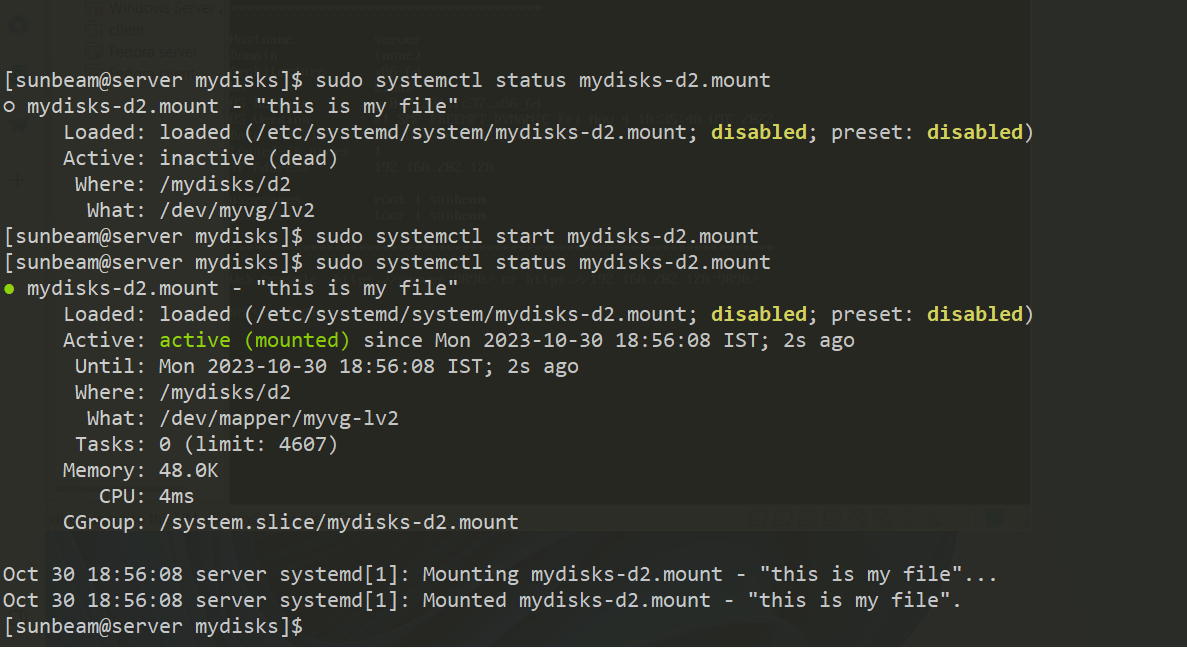 Windows Server
client
Fedora server
Hostname server
Domain
[sunbeam@server mydisks]$ sudo systemctl status mydisks-d2.mount
○ mydisks-d2.mount - "this is my file"
Loaded: loaded (/etc/systemd/system/mydisks-d2.mount; disabled; preset: disabled)
Active: inactive (dead)
Where: /mydisks/d2
What: /dev/myvg/lv2
[sunbeam@server mydisks]$ sudo systemctl start mydisks-d2.mount
[sunbeam@server mydisks]$ sudo systemctl status mydisks-d2.mount
● mydisks-d2.mount - "this is my file"
Loaded: loaded (/etc/systemd/system/mydisks-d2.mount; disabled; preset: disabled)
Active: active (mounted) since Mon 2023-10-30 18:56:08 IST; 2s ago
Until: Mon 2023-10-30 18:56:08 IST; 2s ago
Where: /mydisks/d2
What: /dev/mapper/myvg-lv2
Tasks: 0 (limit: 4607)
Memory: 48.0K
CPU: 4ms
CGroup: /system.slice/mydisks-d2.mount
Oct 30 18:56:08 server systemd[1]: Mounting mydisks-d2.mount - "this is my file"...
Oct 30 18:56:08 server systemd[1]: Mounted mydisks-d2.mount - "this is my file".
[sunbeam@server mydisks]$